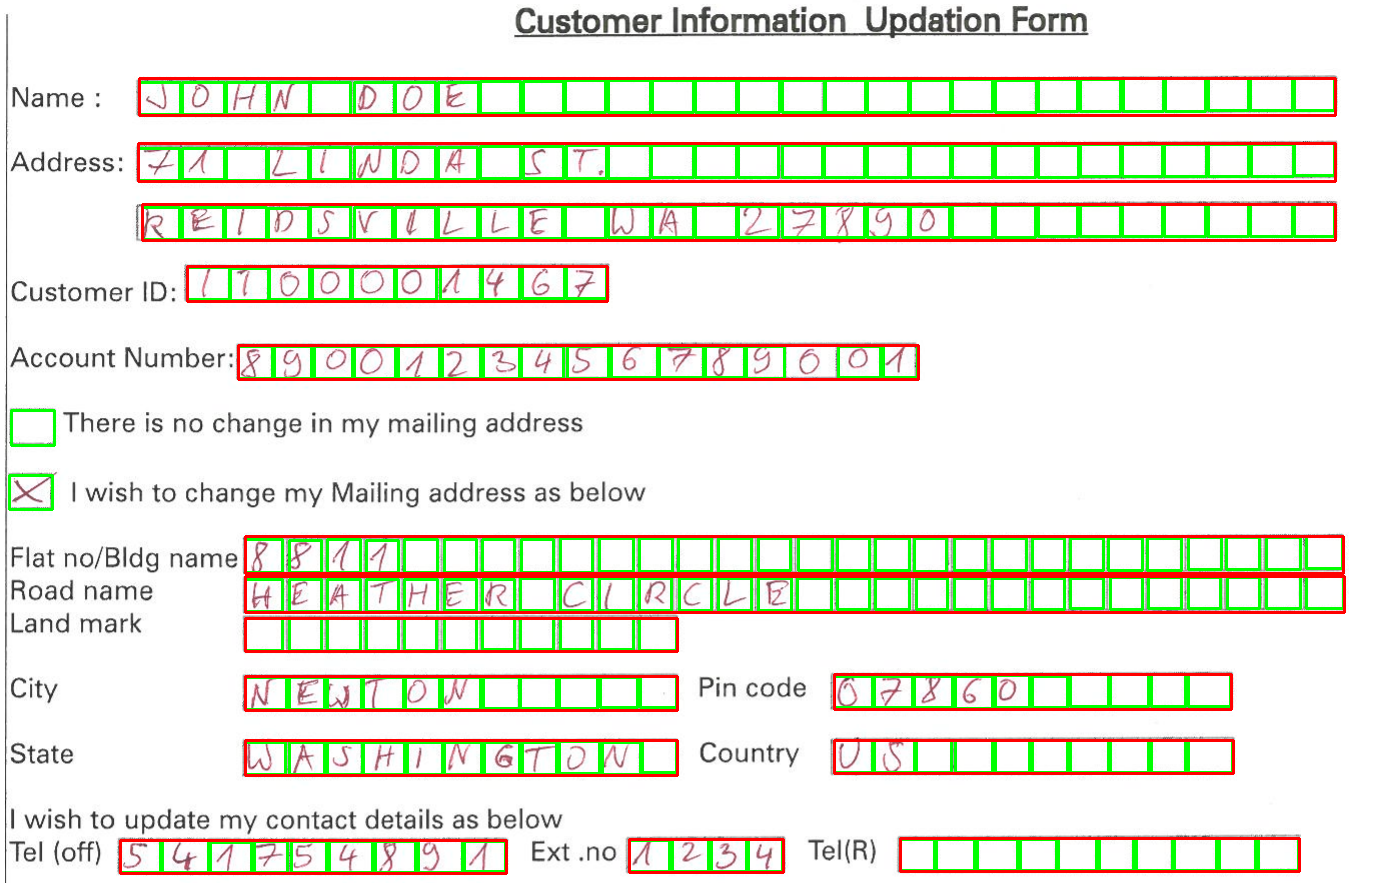 Customer Information Updation Form
Name : JOHN DOE
Address: 71 LINDA ST.
REIDSVILLE WA 27890
Customer ID: 1100001467
Account Number: 8900123456789001
There is no change in my mailing address
X I wish to change my Mailing address as below
Flat no/Bldg name 8811
Road name HEATHER CIRCLE
Land mark
City NEWTON Pin code 07860
State WASHINGTON Country US
I wish to update my contact details as below
Tel (off) 541754891 Ext .no 1234 Tel(R)